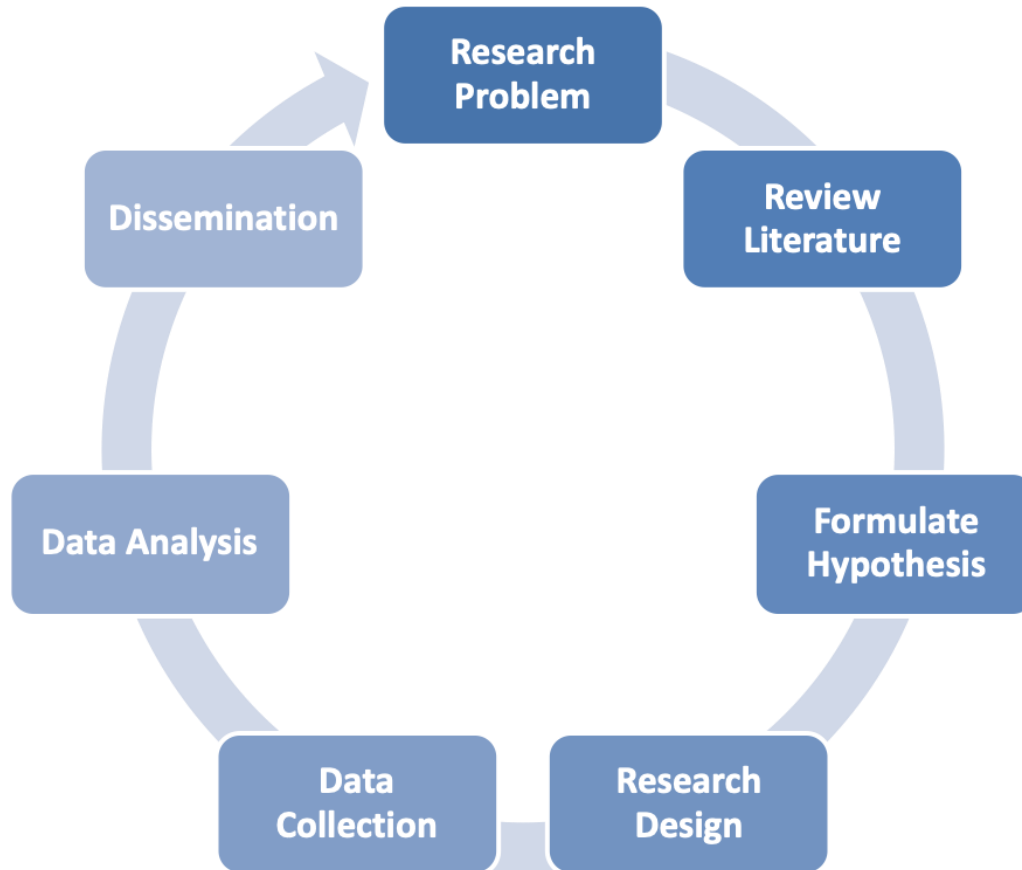 Research
Problem
Review
Literature
Formulate
Hypothesis
Research
Design
Data
Collection
Data Analysis
Dissemination